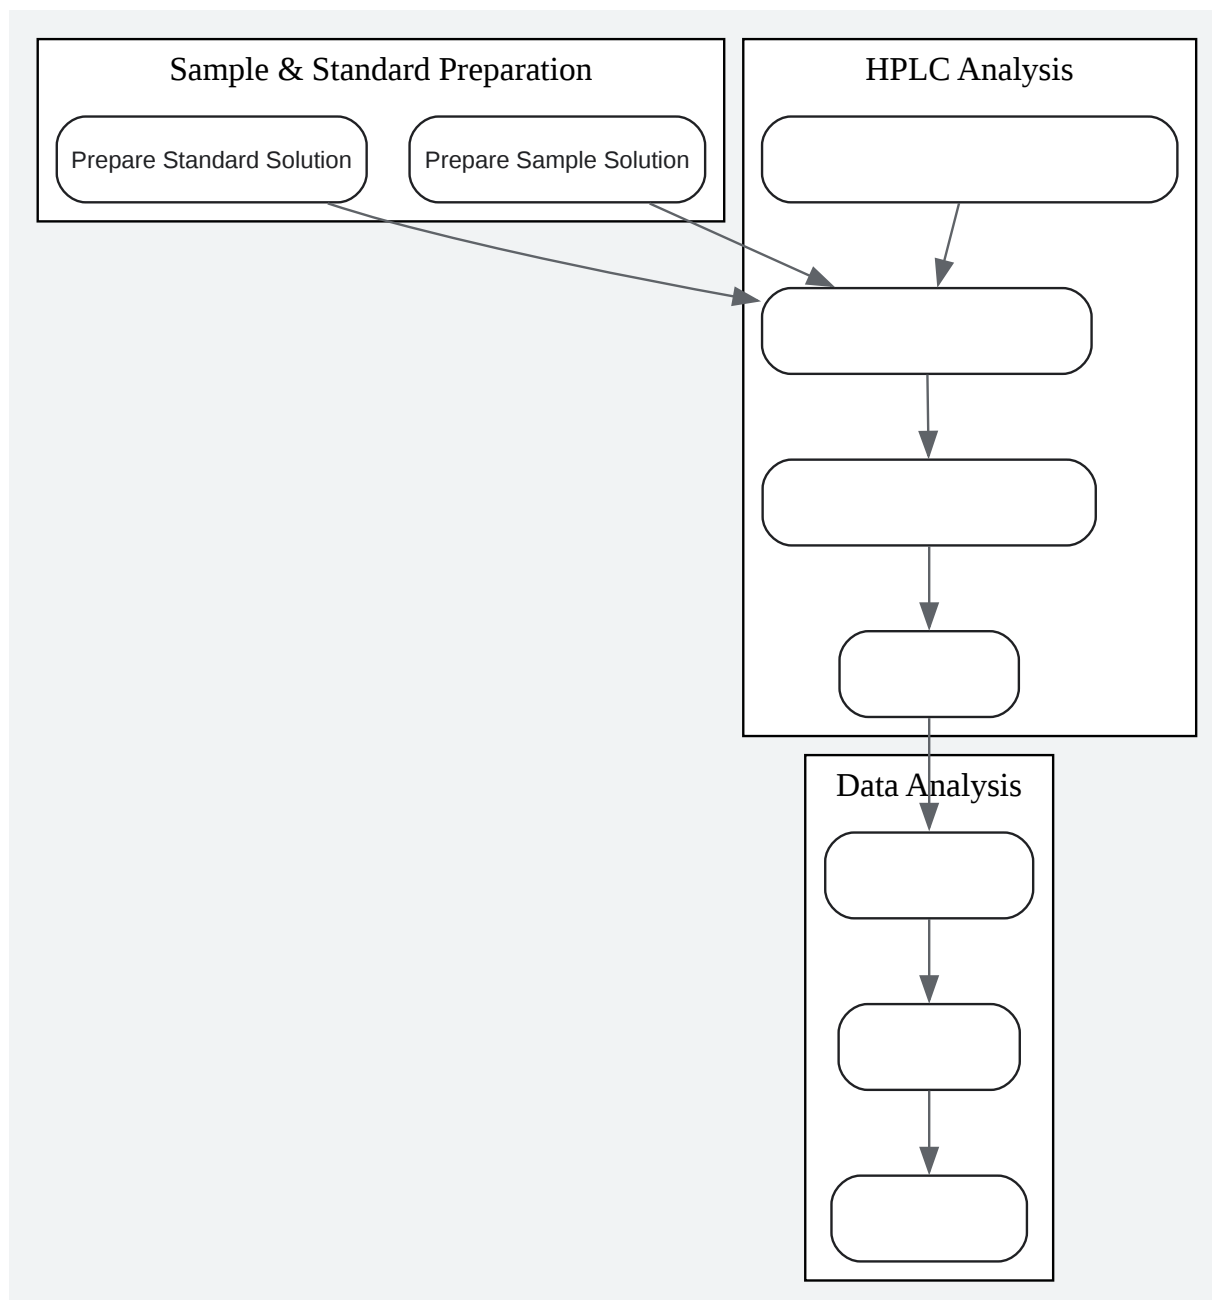 Sample & Standard Preparation
Prepare Standard Solution
Prepare Sample Solution
HPLC Analysis
Data Analysis